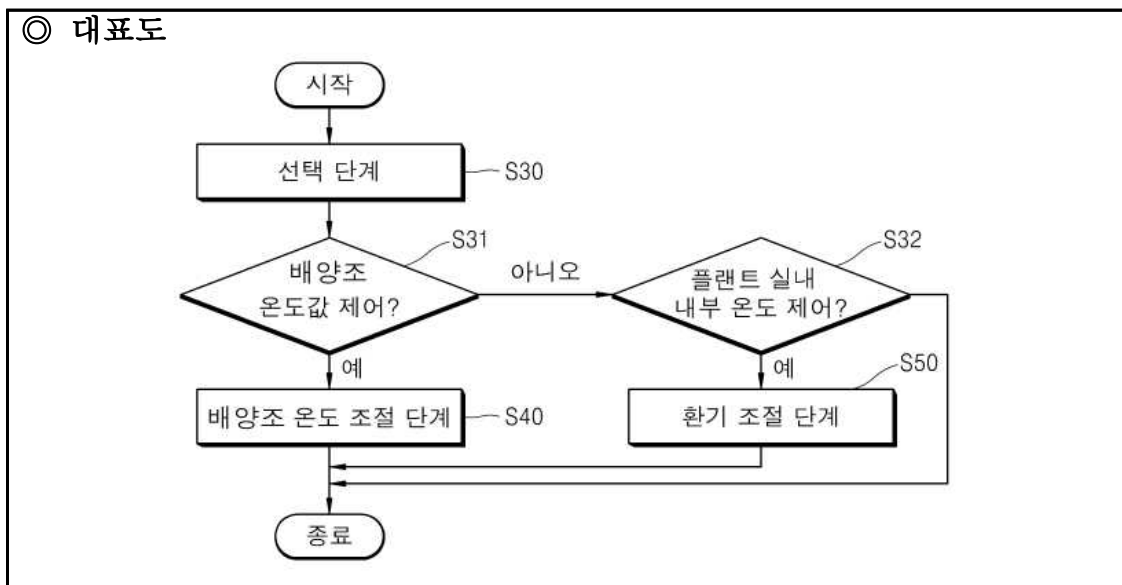 ◎ 대표도
시작
선택 단계
S30
S31
배양조
온도값 제어?
아니오
S32
플랜트 실내
내부 온도 제어?
예
배양조 온도 조절 단계
S40
예
S50
환기 조절 단계
종료